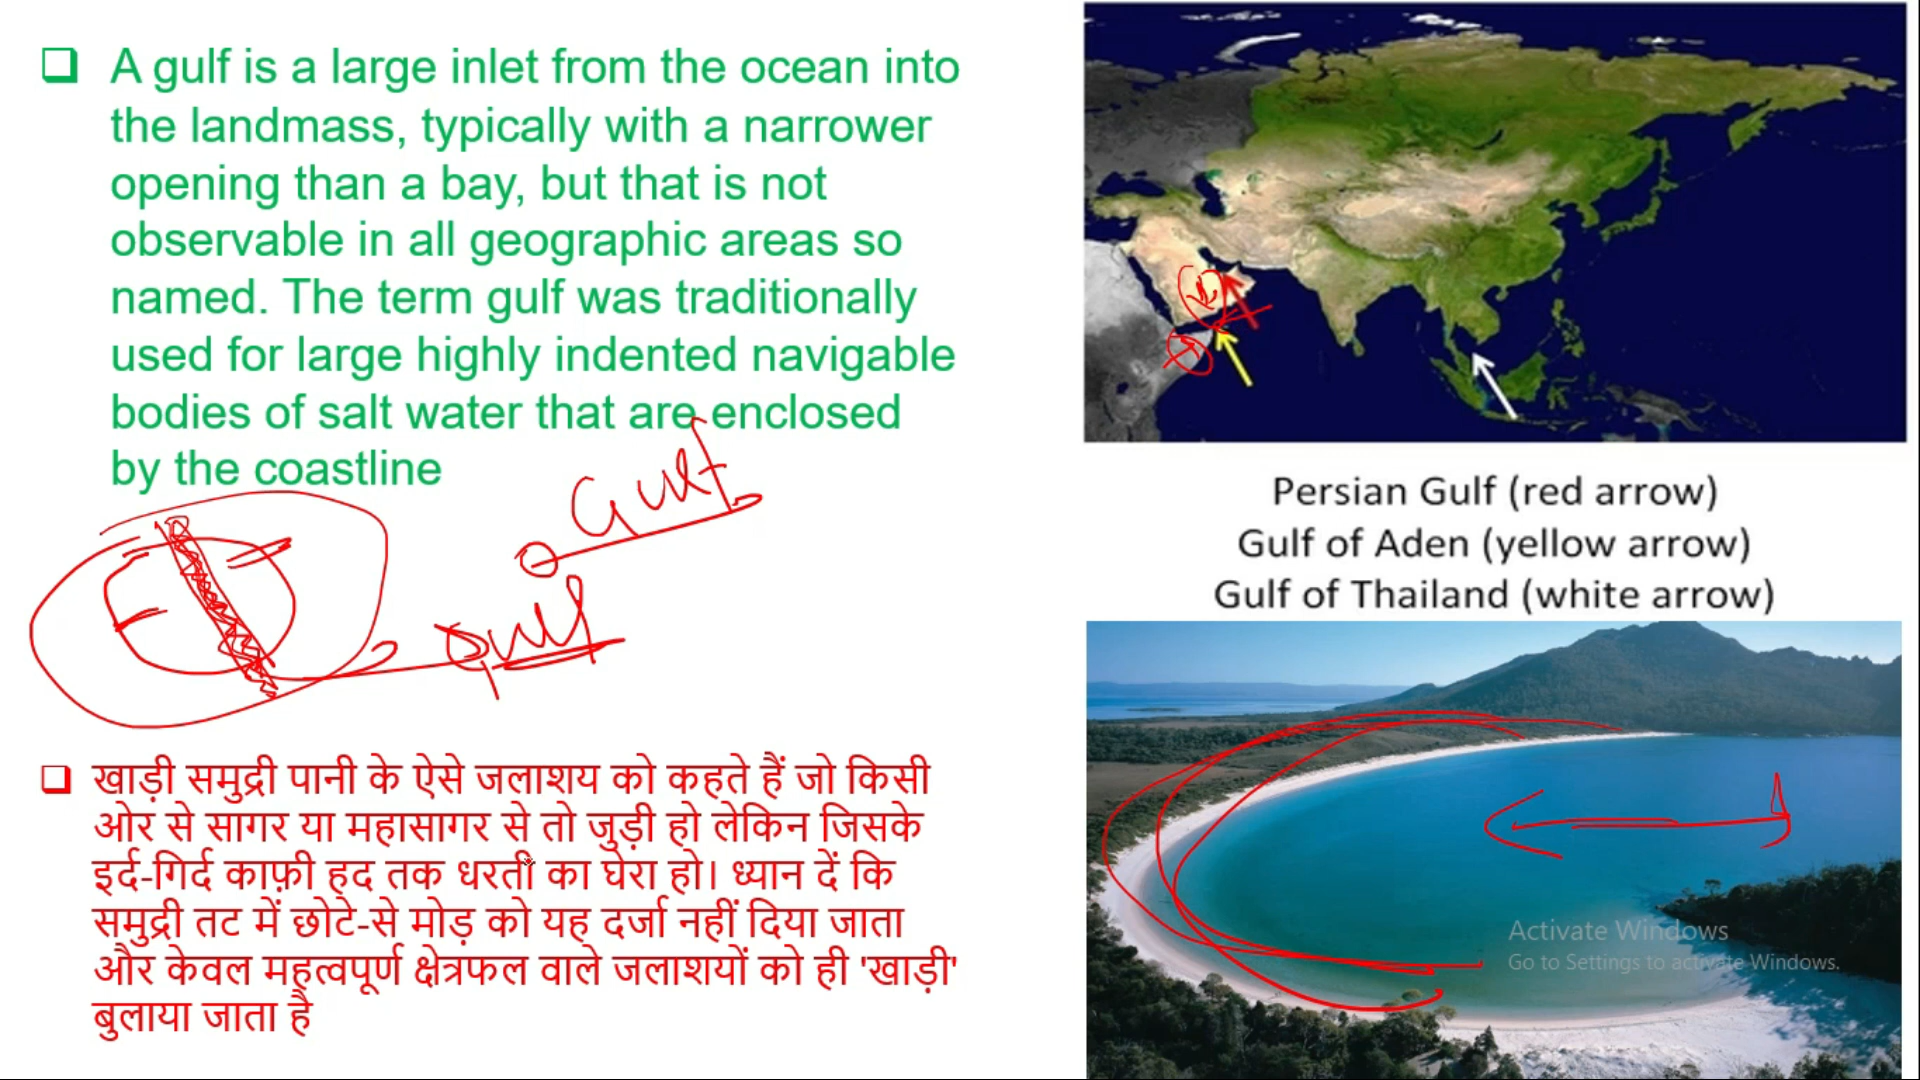 A gulf is a large inlet from the ocean into
the landmass, typically with a narrower
opening than a bay, but that is not
observable in all geographic areas so
named. The term gulf was traditionally
used for large highly indented navigable
bodies of salt water that are enclosed
by the coastline
Gulf
gulf
खाड़ी समुद्री पानी के ऐसे जलाशय को कहते हैं जो किसी
ओर से सागर या महासागर से तो जुड़ी हो लेकिन जिसके
इर्द-गिर्द काफ़ी हद तक धरती का घेरा हो। ध्यान दें कि
समुद्री तट में छोटे-से मोड़ को यह दर्जा नहीं दिया जाता
और केवल महत्वपूर्ण क्षेत्रफल वाले जलाशयों को ही 'खाड़ी'
बुलाया जाता है
Persian Gulf (red arrow)
Gulf of Aden (yellow arrow)
Gulf of Thailand (white arrow)
Activate Windows
Go to Settings to activate Windows.